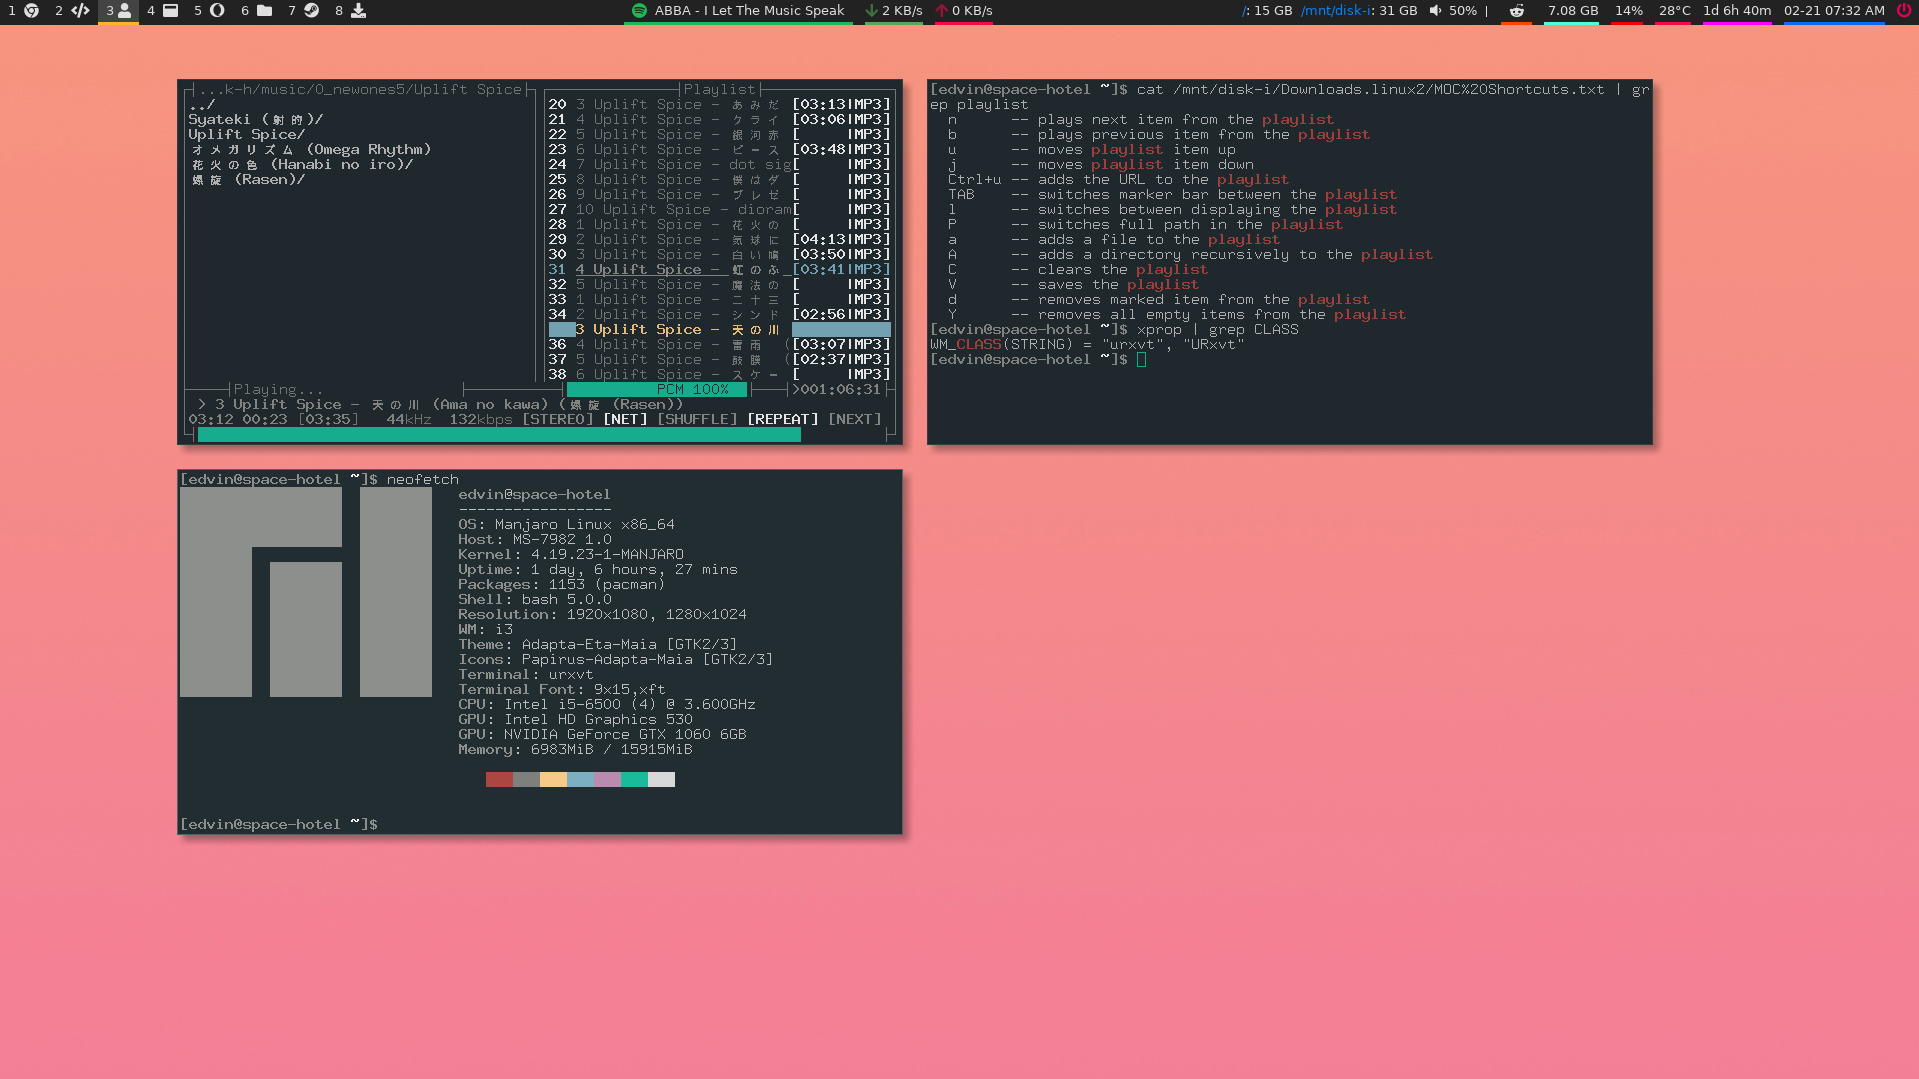 1 2 3 4 5 6 7 8 ABBA - I Let The Music Speak 2 KB/s 0 KB/s /: 15 GB /mnt/disk-i: 31 GB 50% | 7.08 GB 14% 28°C 1d 6h 40m 02-21 07:32 AM
...k-h/music/0_newones5/Uplift Spice
../
Syateki (射的)/
Uplift Spice/
オメガリズム (Omega Rhythm)
花火の色 (Hanabi no iro)/
螺旋 (Rasen)/
Playlist
20 3 Uplift Spice - あみだ [03:13|MP3]
21 4 Uplift Spice - クライ [03:06|MP3]
22 5 Uplift Spice - 銀河赤 [ |MP3]
23 6 Uplift Spice - ピース [03:48|MP3]
24 7 Uplift Spice - dot sig[ |MP3]
25 8 Uplift Spice - 僕はダ [ |MP3]
26 9 Uplift Spice - ブレゼ [ |MP3]
27 10 Uplift Spice - dioram[ |MP3]
28 1 Uplift Spice - 花火の [ |MP3]
29 2 Uplift Spice - 気球に [04:13|MP3]
30 3 Uplift Spice - 白い鳩 [03:50|MP3]
31 4 Uplift Spice - 虹のふ [03:41|MP3]
32 5 Uplift Spice - 魔法の [ |MP3]
33 1 Uplift Spice - 二十三 [ |MP3]
34 2 Uplift Spice - シンド [02:56|MP3]
3 Uplift Spice - 天の川
36 4 Uplift Spice - 雷雨 ([03:07|MP3]
37 5 Uplift Spice - 鼓膜 ([02:37|MP3]
38 6 Uplift Spice - スケー [ |MP3]
Playing... PCM 100% >001:06:31
> 3 Uplift Spice - 天の川 (Ama no kawa) (螺旋 (Rasen))
03:12 00:23 [03:35] 44kHz 132kbps [STEREO] [NET] [SHUFFLE] [REPEAT] [NEXT]
[edvin@space-hotel ~]$ cat /mnt/disk-i/Downloads.linux2/MOC%20Shortcuts.txt | gr
ep playlist
n -- plays next item from the playlist
b -- plays previous item from the playlist
u -- moves playlist item up
j -- moves playlist item down
Ctrl+u -- adds the URL to the playlist
TAB -- switches marker bar between the playlist
l -- switches between displaying the playlist
P -- switches full path in the playlist
a -- adds a file to the playlist
A -- adds a directory recursively to the playlist
C -- clears the playlist
V -- saves the playlist
d -- removes marked item from the playlist
Y -- removes all empty items from the playlist
[edvin@space-hotel ~]$ xprop | grep CLASS
WM_CLASS(STRING) = "urxvt", "URxvt"
[edvin@space-hotel ~]$
[edvin@space-hotel ~]$ neofetch
edvin@space-hotel
-----------------
OS: Manjaro Linux x86_64
Host: MS-7982 1.0
Kernel: 4.19.23-1-MANJARO
Uptime: 1 day, 6 hours, 27 mins
Packages: 1153 (pacman)
Shell: bash 5.0.0
Resolution: 1920x1080, 1280x1024
WM: i3
Theme: Adapta-Eta-Maia [GTK2/3]
Icons: Papirus-Adapta-Maia [GTK2/3]
Terminal: urxvt
Terminal Font: 9x15,xft
CPU: Intel i5-6500 (4) @ 3.600GHz
GPU: Intel HD Graphics 530
GPU: NVIDIA GeForce GTX 1060 6GB
Memory: 6983MiB / 15915MiB
[edvin@space-hotel ~]$